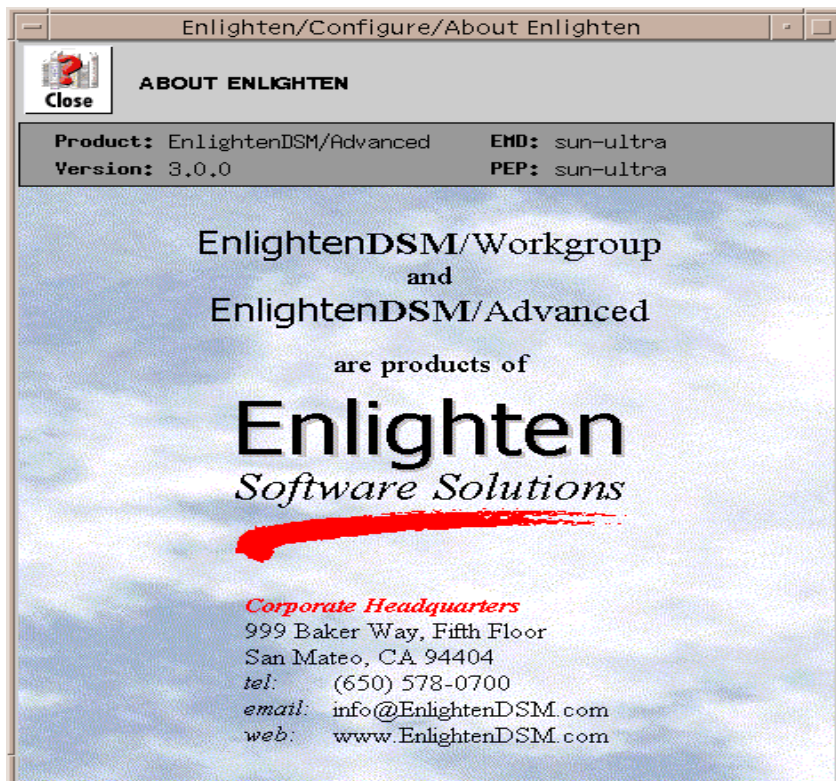 Enlighten/Configure/About Enlighten
Close
ABOUT ENLIGHTEN
Product: EnlightenDSM/Advanced EMD: sun-ultra
Version: 3.0.0 PEP: sun-ultra
EnlightenDSM/Workgroup
and
EnlightenDSM/Advanced
are products of
Enlighten
Software Solutions
Corporate Headquarters
999 Baker Way, Fifth Floor
San Mateo, CA 94404
tel: (650) 578-0700
email: info@EnlightenDSM.com
web: www.EnlightenDSM.com